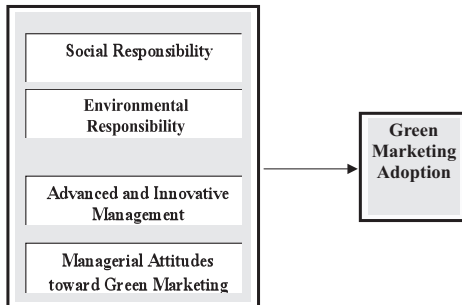 Social Responsibility
Environmental
Responsibility
Advanced and Innovative
Management
Managerial Attitudes
toward Green Marketing
Green
Marketing
Adoption